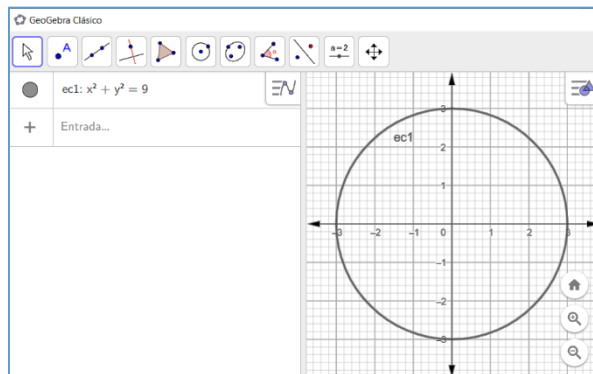 GeoGebra Clásico
A
a=2
ec1: x² + y² = 9
+ Entrada...
ec1
3
2
1
-3 -2 -1 0 1 2 3
-1
-2
-3